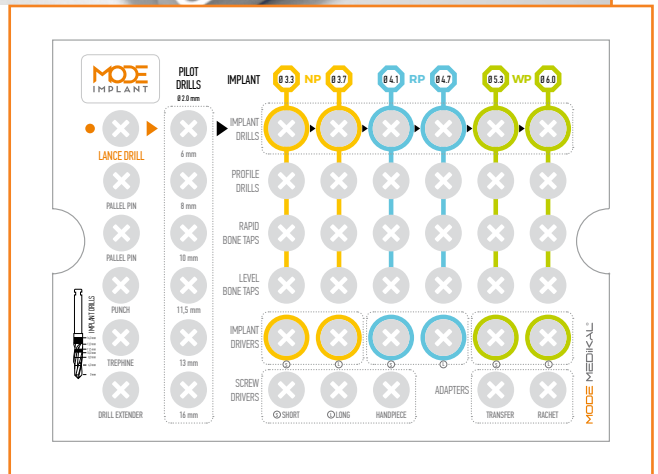 MODE
IMPLANT
PILOT
DRILLS
Ø 2.0 mm
IMPLANT
Ø 3.3 NP Ø 3.7 Ø 4.1 RP Ø 4.7 Ø 5.3 WP Ø 6.0
LANCE DRILL
6 mm
IMPLANT
DRILLS
PALLEL PIN
8 mm
PROFILE
DRILLS
PALLEL PIN
10 mm
RAPID
BONE TAPS
PUNCH
11,5 mm
LEVEL
BONE TAPS
IMPLANT DRILLS
TREPHINE
13 mm
IMPLANT
DRIVERS
S L S L S L
DRILL EXTENDER
16 mm
SCREW
DRIVERS
S SHORT
L LONG
HANDPIECE
ADAPTERS
TRANSFER
RACHET
MODE MEDIKAL